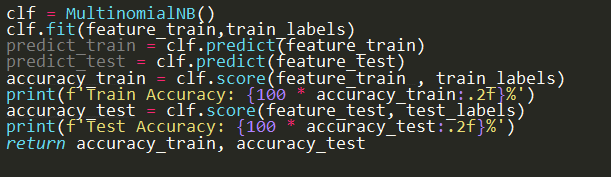 clf = MultinomialNB()
clf.fit(feature_train,train_labels)
predict_train = clf.predict(feature_train)
predict_test = clf.predict(feature_test)
accuracy_train = clf.score(feature_train , train_labels)
print(f'Train Accuracy: {100 * accuracy_train:.2f}%')
accuracy_test = clf.score(feature_test, test_labels)
print(f'Test Accuracy: {100 * accuracy_test:.2f}%')
return accuracy_train, accuracy_test